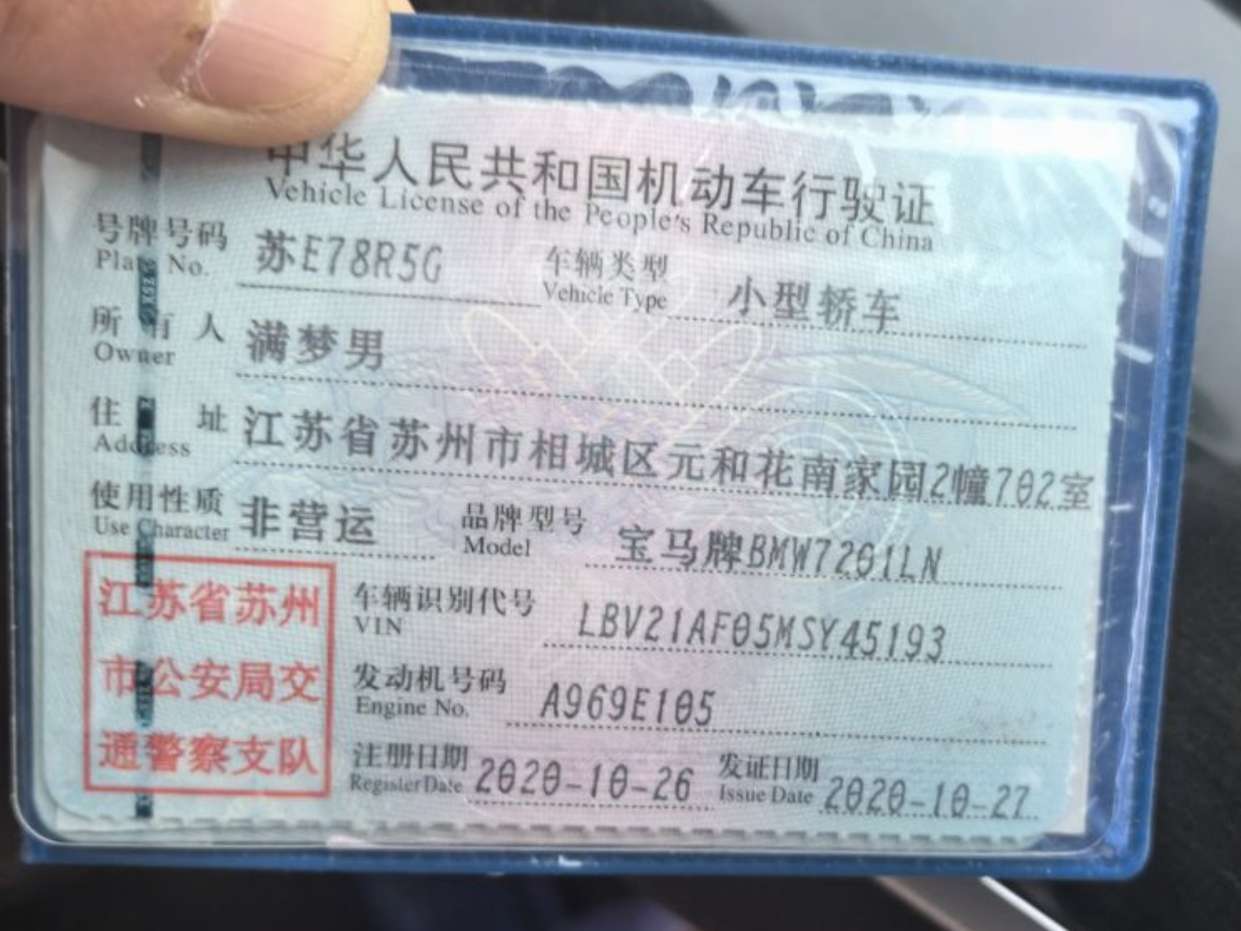 中华人民共和国机动车行驶证
Vehicle License of the People's Republic of China
号牌号码 苏E78R5G 车辆类型 小型轿车
Plate No. Vehicle Type
所有人 满梦男
Owner
住址 江苏省苏州市相城区元和花南家园2幢702室
Address
使用性质 非营运 品牌型号 宝马牌BMW7201LN
Use Character Model
江苏省苏州
市公安局交
通警察支队
车辆识别代号 LBV21AF05MSY45193
VIN
发动机号码 A969E105
Engine No.
注册日期 2020-10-26 发证日期 2020-10-27
Register Date Issue Date